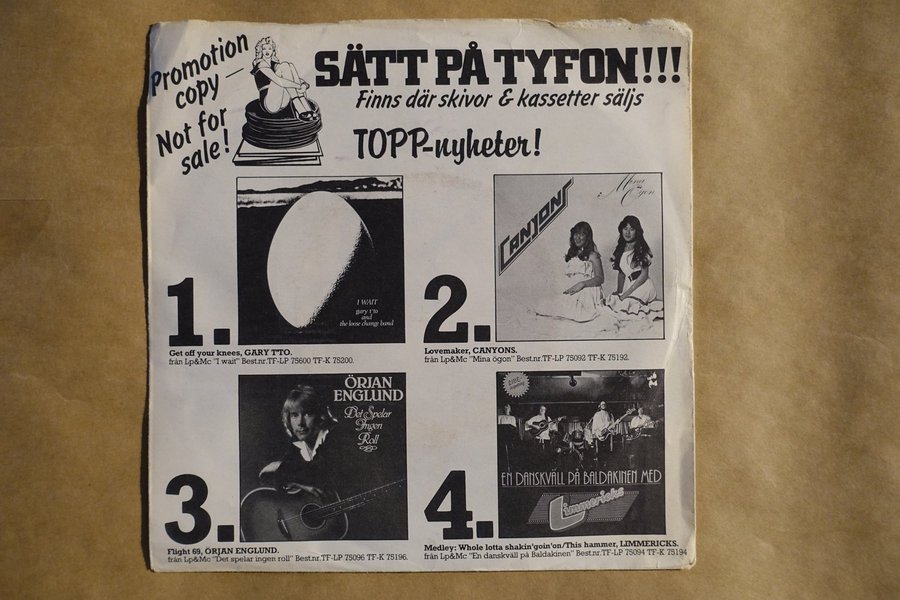 Promotion
copy –
Not for
sale!
SÄTT PÅ TYFON!!!
Finns där skivor & kassetter säljs
TOPP-nyheter!
1.
I WAIT
gary t'to
and
the loose change band
Get off your knees, GARY T'TO.
från Lp&Mc "I wait" Best.nr.TF-LP 75600 TF-K 75200.
2.
CANYONS
Mina
Ögon
Lovemaker, CANYONS.
från Lp&Mc "Mina ögon" Best.nr.TF-LP 75092 TF-K 75192.
3.
ÖRJAN
ENGLUND
Det Spelar
Ingen
Roll
Flight 69, ÖRJAN ENGLUND.
från Lp&Mc "Det spelar ingen roll" Best.nr.TF-LP 75096 TF-K 75196.
4.
LIVE
EN DANSKVÄLL PÅ BALDAKINEN MED
Limmericks
Medley: Whole lotta shakin'goin'on/This hammer, LIMMERICKS.
från Lp&Mc "En danskväll på Baldakinen" Best.nr.TF-LP 75094 TF-K 75194